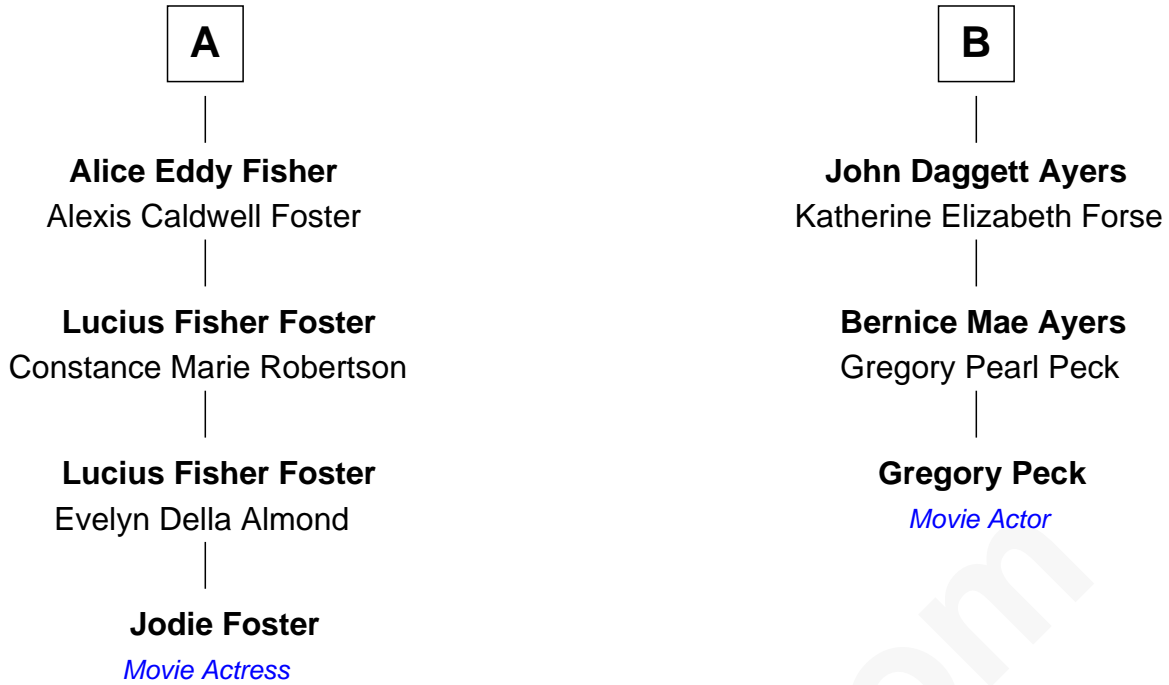 A
Alice Eddy Fisher
Alexis Caldwell Foster
Lucius Fisher Foster
Constance Marie Robertson
Lucius Fisher Foster
Evelyn Della Almond
Jodie Foster
Movie Actress
B
John Daggett Ayers
Katherine Elizabeth Forse
Bernice Mae Ayers
Gregory Pearl Peck
Gregory Peck
Movie Actor
om